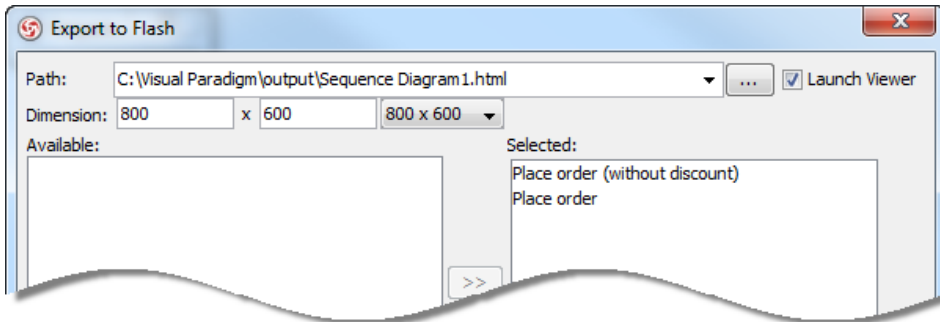 Export to Flash
Path: C:\Visual Paradigm\output\Sequence Diagram1.html ... Launch Viewer
Dimension: 800 x 600 800 x 600
Available: Selected:
Place order (without discount)
Place order
>>